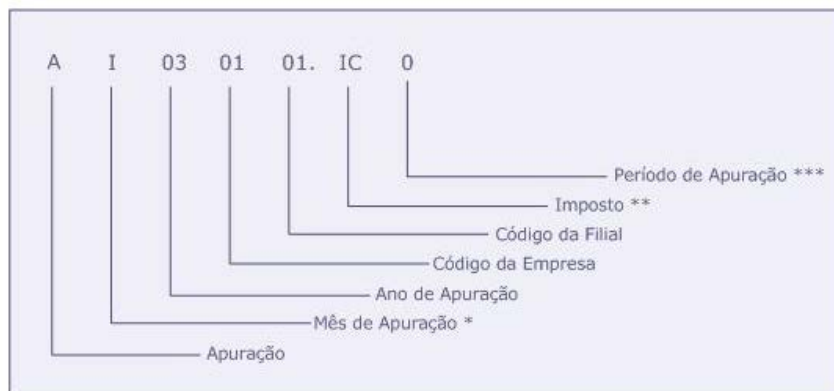 A I 03 01 01. IC 0
Período de Apuração ***
Imposto **
Código da Filial
Código da Empresa
Ano de Apuração
Mês de Apuração *
Apuração